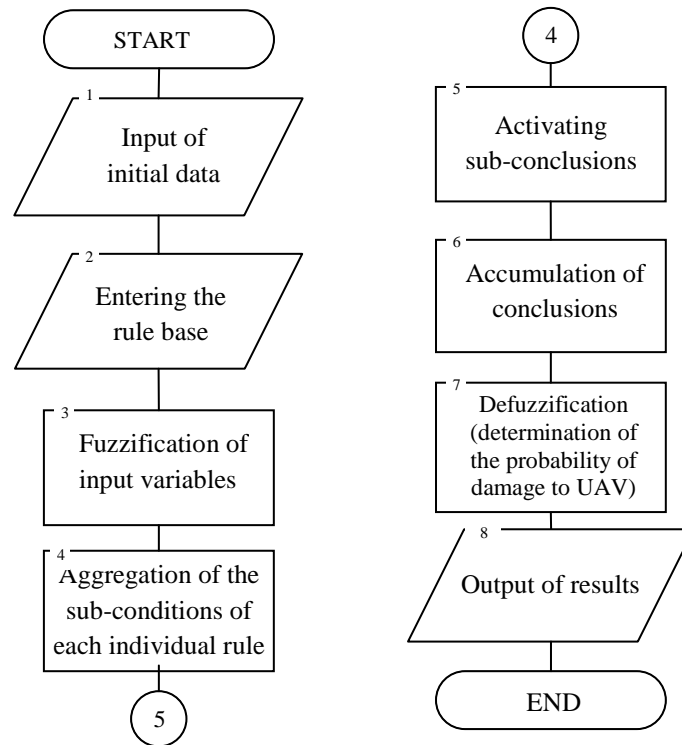 START
1
Input of
initial data
2
Entering the
rule base
3
Fuzzification of
input variables
4
Aggregation of the
sub-conditions of
each individual rule
5
4
5
Activating
sub-conclusions
6
Accumulation of
conclusions
7
Defuzzification
(determination of
the probability of
damage to UAV)
8
Output of results
END